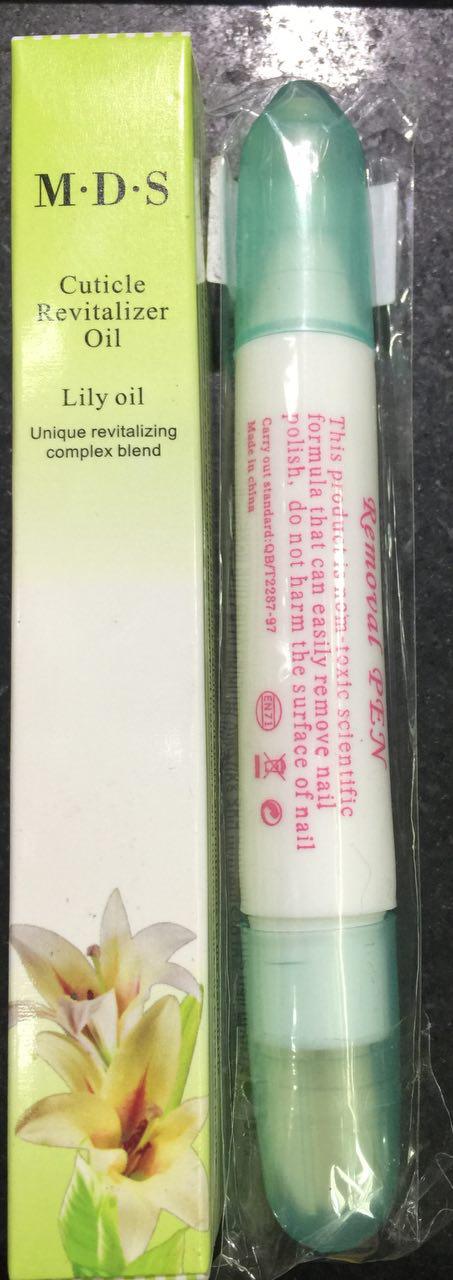 M·D·S
Cuticle
Revitalizer
Oil
Lily oil
Unique revitalizing
complex blend
Removal PEN
This product is no'm-toxic scientific
formula that can easily remove nail
polish, do not harm the surface of nail
Carry out standard:QB/T2287-97
Made in china
EN71